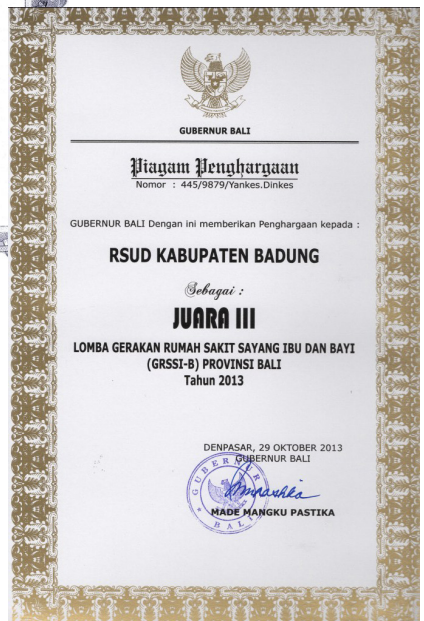 GUBERNUR BALI
Piagam Penghargaan
Nomor : 445/9879/Yankes.Dinkes
GUBERNUR BALI Dengan ini memberikan Penghargaan kepada :
RSUD KABUPATEN BADUNG
Sebagai :
JUARA III
LOMBA GERAKAN RUMAH SAKIT SAYANG IBU DAN BAYI
(GRSSI-B) PROVINSI BALI
Tahun 2013
DENPASAR, 29 OKTOBER 2013
GUBERNUR BALI
GUBERNUR
BALI
MADE MANGKU PASTIKA